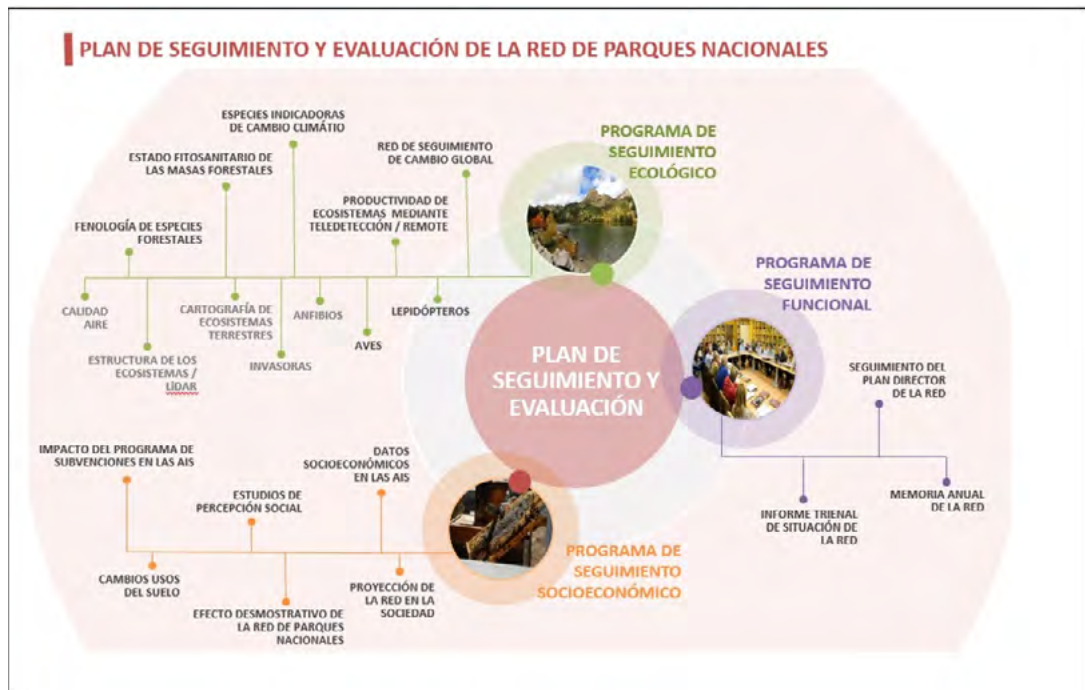 PLAN DE SEGUIMIENTO Y EVALUACIÓN DE LA RED DE PARQUES NACIONALES
ESPECIES INDICADORAS
DE CAMBIO CLIMÁTIO
ESTADO FITOSANITARIO DE
LAS MASAS FORESTALES
RED DE SEGUIMIENTO
DE CAMBIO GLOBAL
FENOLOGÍA DE ESPECIES
FORESTALES
PRODUCTIVIDAD DE
ECOSISTEMAS MEDIANTE
TELEDETECCIÓN / REMOTE
PROGRAMA DE
SEGUIMIENTO
ECOLÓGICO
CALIDAD
AIRE
ESTRUCTURA DE LOS
ECOSISTEMAS /
LÍDAR
CARTOGRAFÍA DE
ECOSISTEMAS
TERRESTRES
INVASORAS
ANFIBIOS
AVES
LEPIDÓPTEROS
PLAN DE
SEGUIMIENTO Y
EVALUACIÓN
PROGRAMA DE
SEGUIMIENTO
FUNCIONAL
SEGUIMIENTO DEL
PLAN DIRECTOR
DE LA RED
INFORME TRIENAL
DE SITUACIÓN DE
LA RED
MEMORIA ANUAL
DE LA RED
IMPACTO DEL PROGRAMA DE
SUBVENCIONES EN LAS AIS
ESTUDIOS DE
PERCEPCIÓN SOCIAL
DATOS
SOCIOECONÓMICOS
EN LAS AIS
CAMBIOS USOS
DEL SUELO
EFECTO DESMOSTRATIVO DE
LA RED DE PARQUES
NACIONALES
PROYECCIÓN DE
LA RED EN LA
SOCIEDAD
PROGRAMA DE
SEGUIMIENTO
SOCIOECONÓMICO